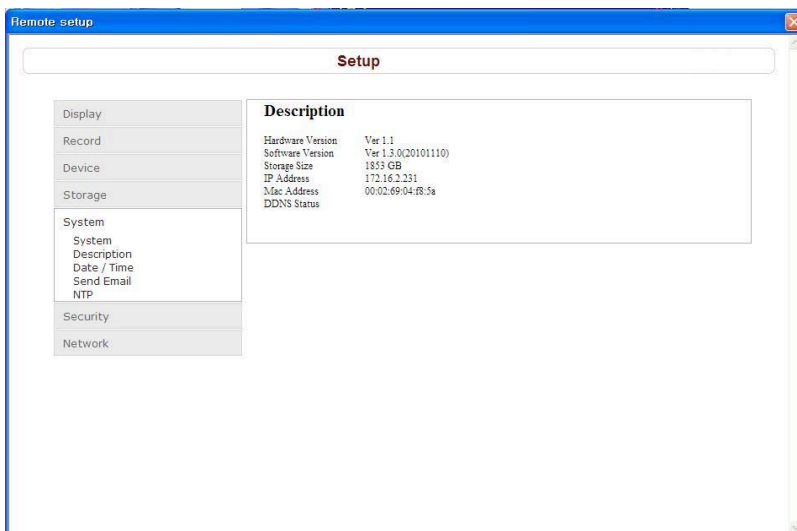 Remote setup
Setup
Display
Record
Device
Storage
System
System
Description
Date / Time
Send Email
NTP
Security
Network
Description
Hardware Version Ver 1.1
Software Version Ver 1.3.0(20101110)
Storage Size 1853 GB
IP Address 172.16.2.231
Mac Address 00:02:69:04:f8:5a
DDNS Status